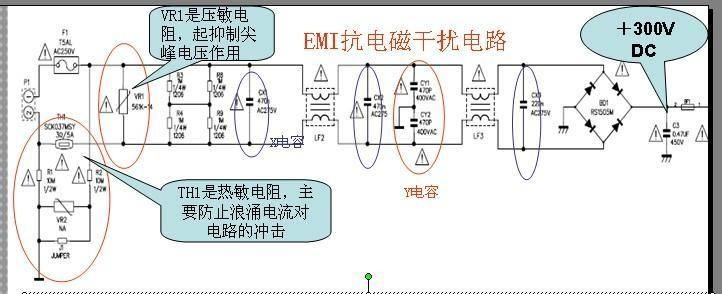 VR1是压敏电
阻，起抑制尖
峰电压作用
EMI抗电磁干扰电路
＋300V
DC
F1
T5AL
AC250V
P1
VR1
561K-14
R3
1M
1/4W
1206
R8
1M
1/4W
1206
R4
1M
1/4W
1206
R9
1M
1/4W
1206
CX1
470n
AC275V
LF2
CX2
470n
AC275
CY1
470P
400VAC
CY2
470P
400VAC
LF3
220n
AC275V
BD1
RS1505M
BF1
C3
0.47UF
450V
TH1
SCK037MSY
30/5A
X电容
Y电容
R1
10M
1/2W
R2
10M
1/2W
VR2
NA
J1
JUMPER
TH1是热敏电阻，主
要防止浪涌电流对
电路的冲击